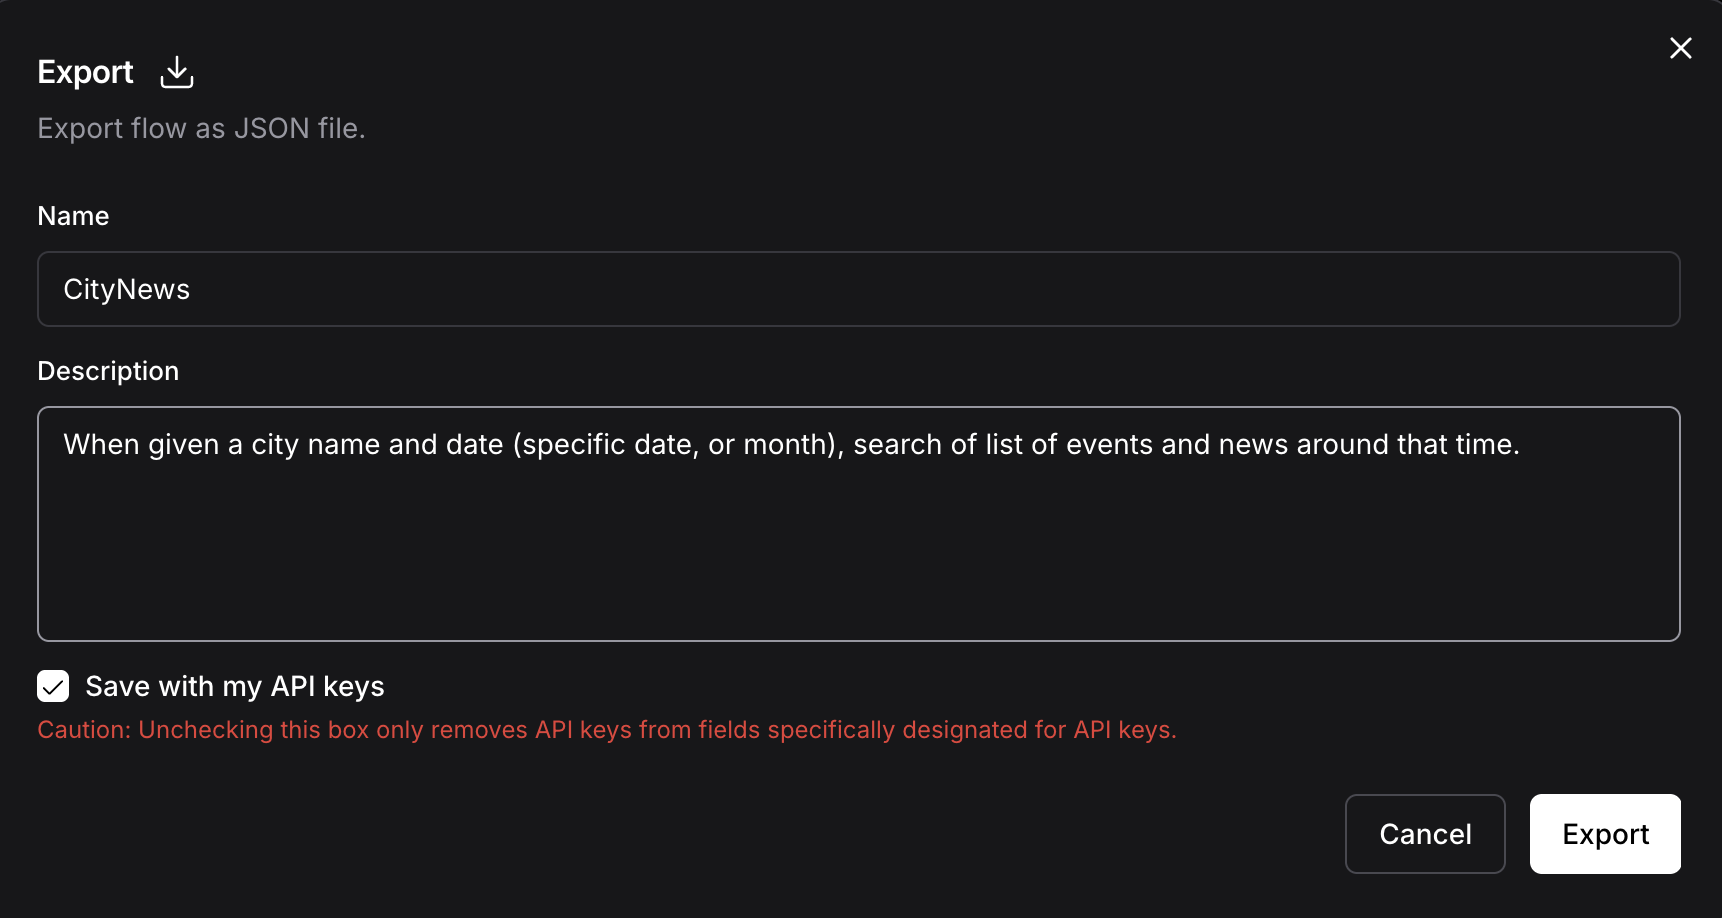 Export
Export flow as JSON file.
Name
CityNews
Description
When given a city name and date (specific date, or month), search of list of events and news around that time.
Save with my API keys
Caution: Unchecking this box only removes API keys from fields specifically designated for API keys.
Cancel
Export